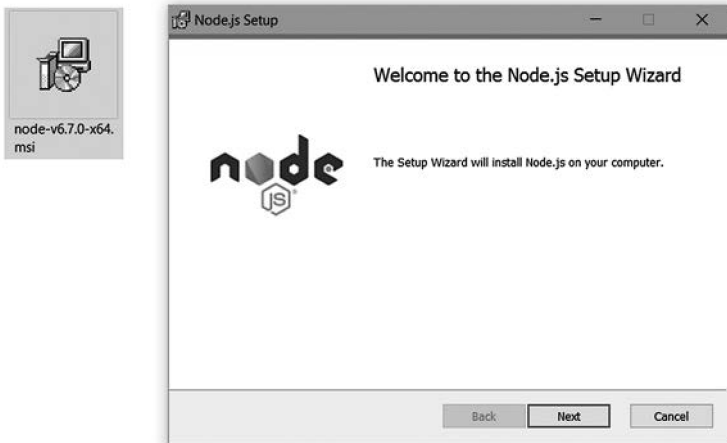 node-v6.7.0-x64.
msi
Node.js Setup
Welcome to the Node.js Setup Wizard
node
JS
The Setup Wizard will install Node.js on your computer.
Back Next Cancel